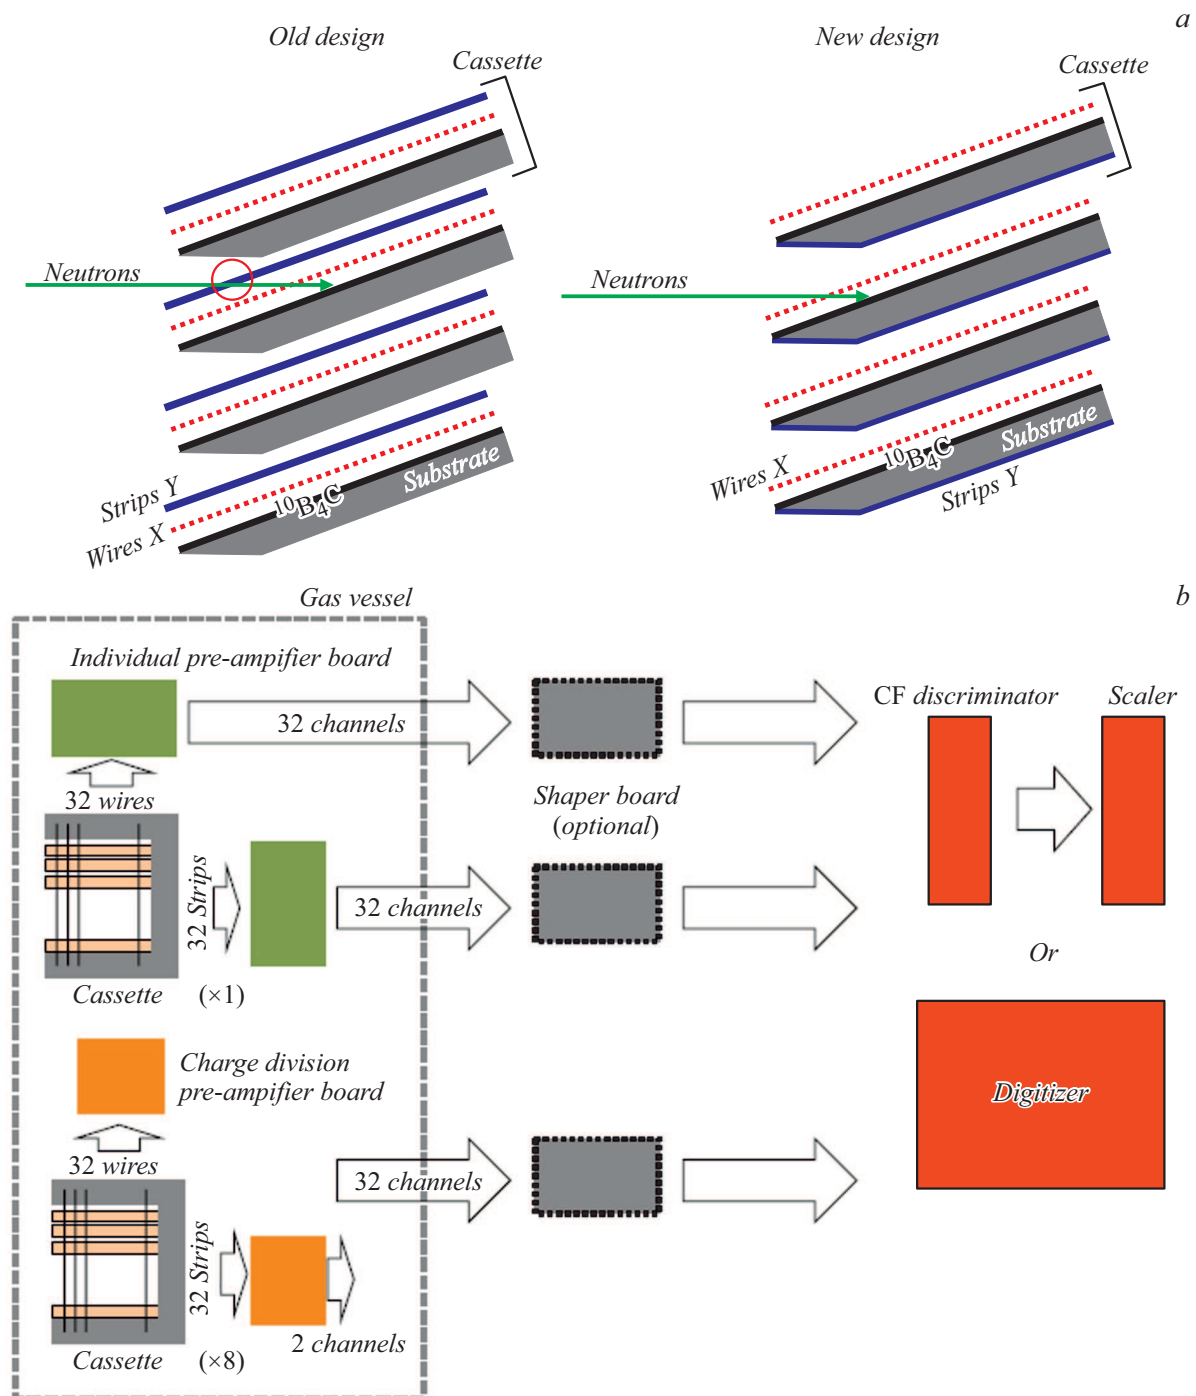 a
Old design
New design
Cassette
Cassette
Neutrons
Neutrons
Strips Y
Wires X
¹⁰B₄C
Substrate
Wires X
¹⁰B₄C
Substrate
Strips Y
b
Gas vessel
Individual pre-ampifier board
32 channels
CF discriminator
Scaler
32 wires
Shaper board
(optional)
32 Strips
32 channels
Cassette
(×1)
Or
Charge division
pre-ampifier board
Digitizer
32 wires
32 channels
32 Strips
2 channels
Cassette
(×8)